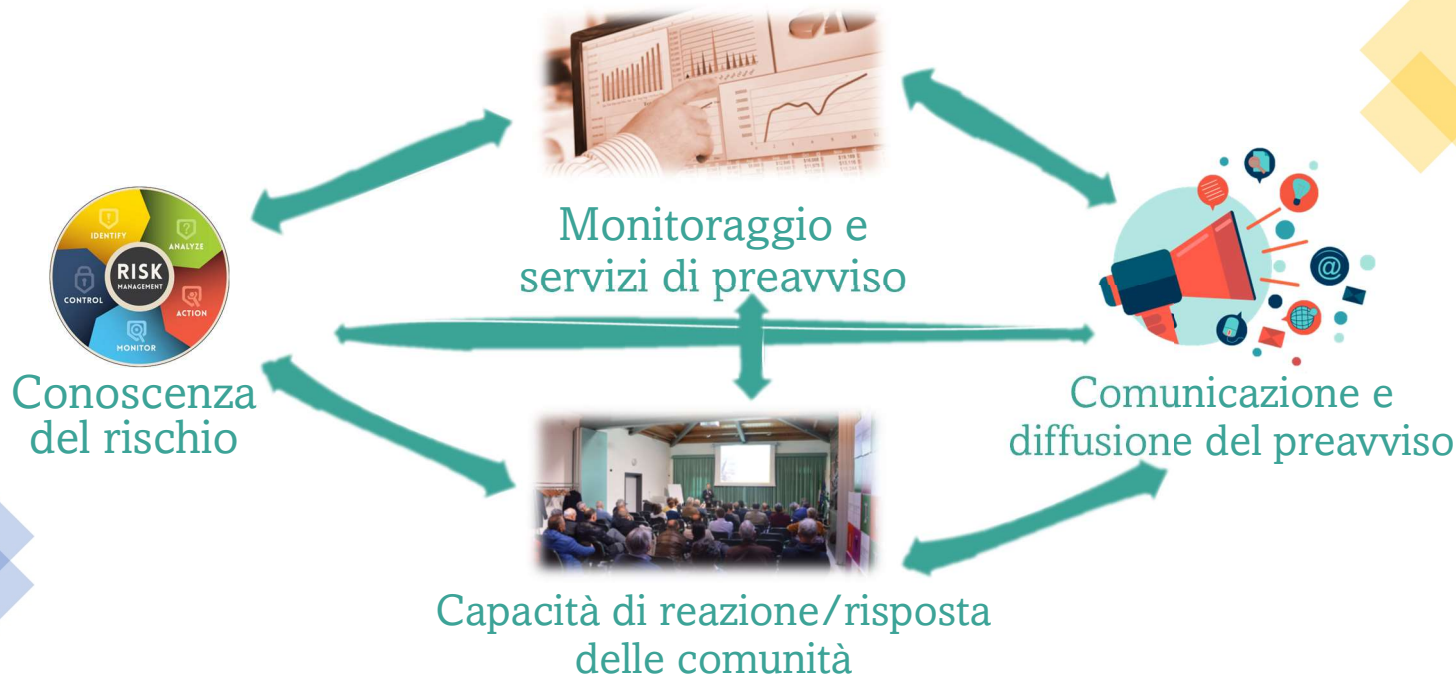 Monitoraggio e
servizi di preavviso
IDENTIFY
ANALYZE
RISK
MANAGEMENT
CONTROL
ACTION
MONITOR
@
Conoscenza
del rischio
Comunicazione e
diffusione del preavviso
Capacità di reazione/risposta
delle comunità